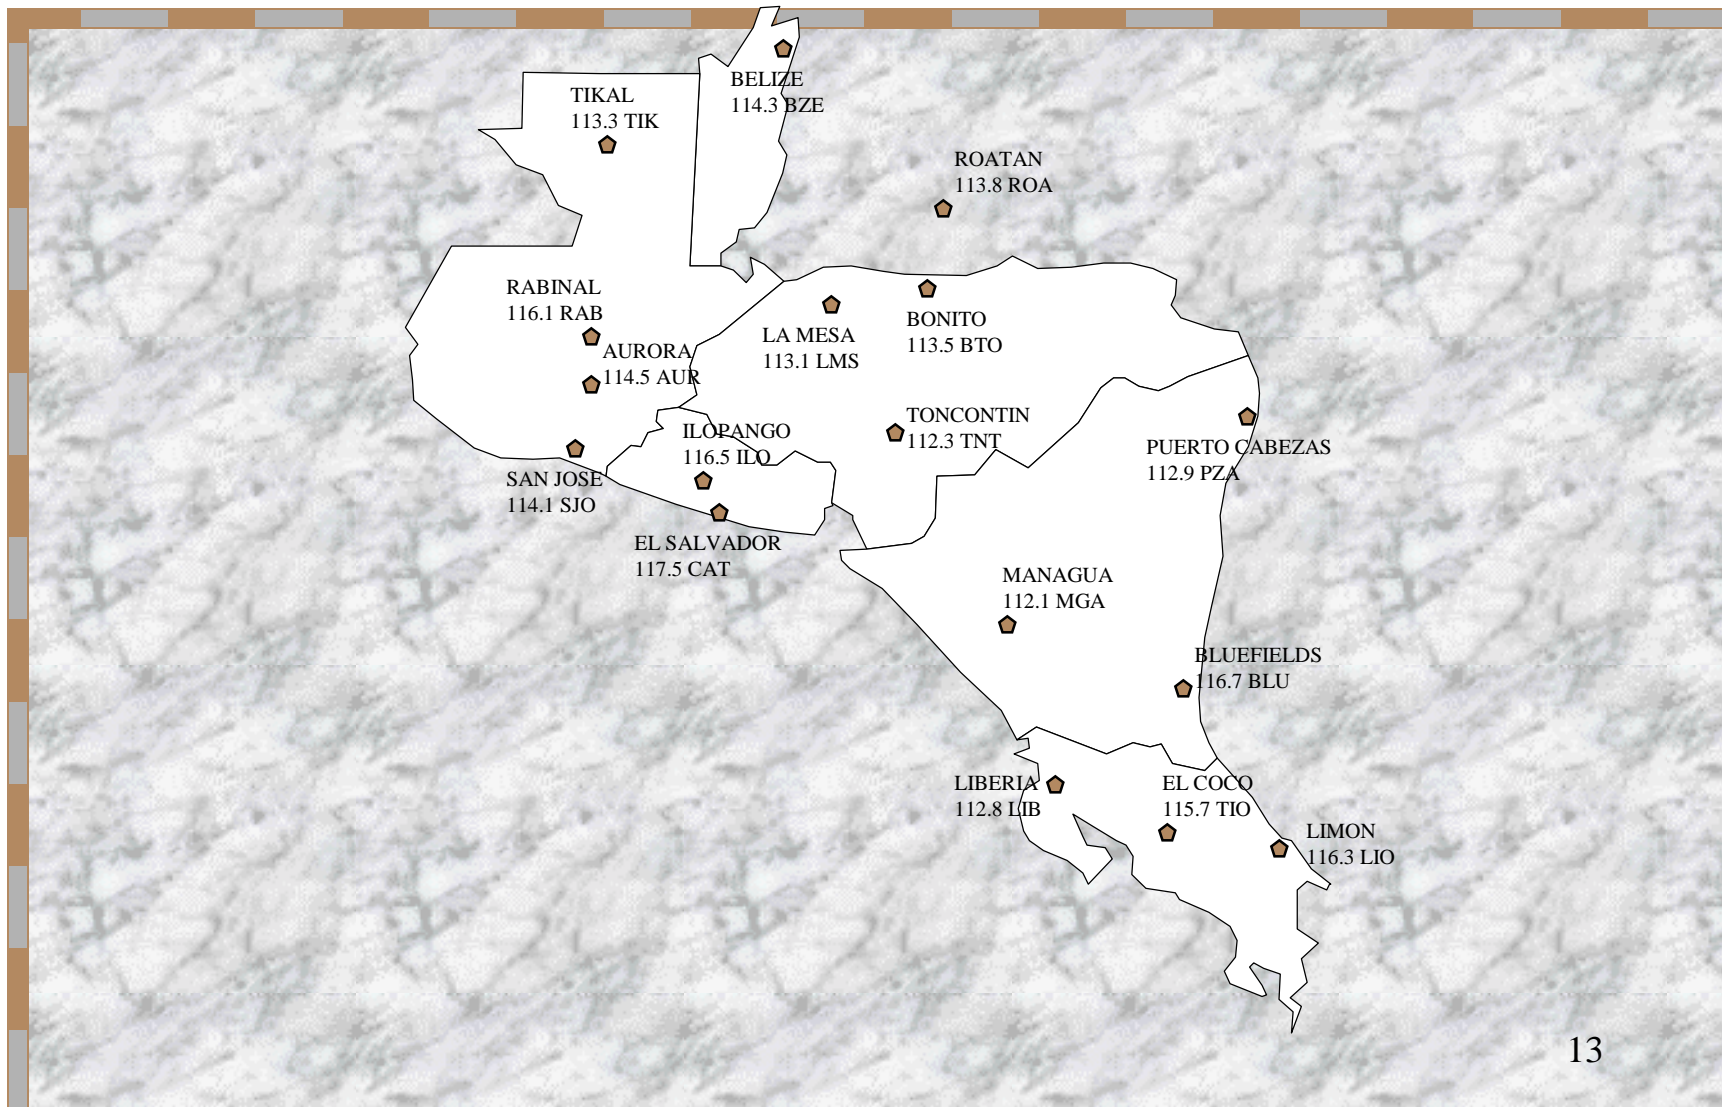 BELIZE
114.3 BZE
TIKAL
113.3 TIK
ROATAN
113.8 ROA
RABINAL
116.1 RAB
AURORA
114.5 AUR
LA MESA
113.1 LMS
BONITO
113.5 BTO
ILOPANGO
116.5 ILO
TONCONTIN
112.3 TNT
PUERTO CABEZAS
112.9 PZA
SAN JOSE
114.1 SJO
EL SALVADOR
117.5 CAT
MANAGUA
112.1 MGA
BLUEFIELDS
116.7 BLU
LIBERIA
112.8 LIB
EL COCO
115.7 TIO
LIMON
116.3 LIO
13